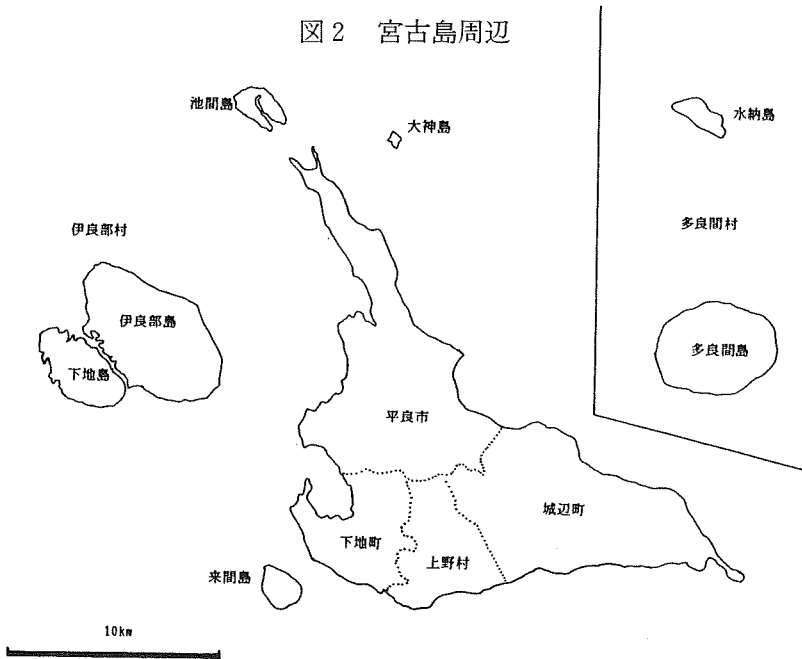 図2 宮古島周辺
池間島
大神島
水納島
伊良部村
多良間村
伊良部島
下地島
多良間島
平良市
城辺町
下地町
上野村
来間島
10km